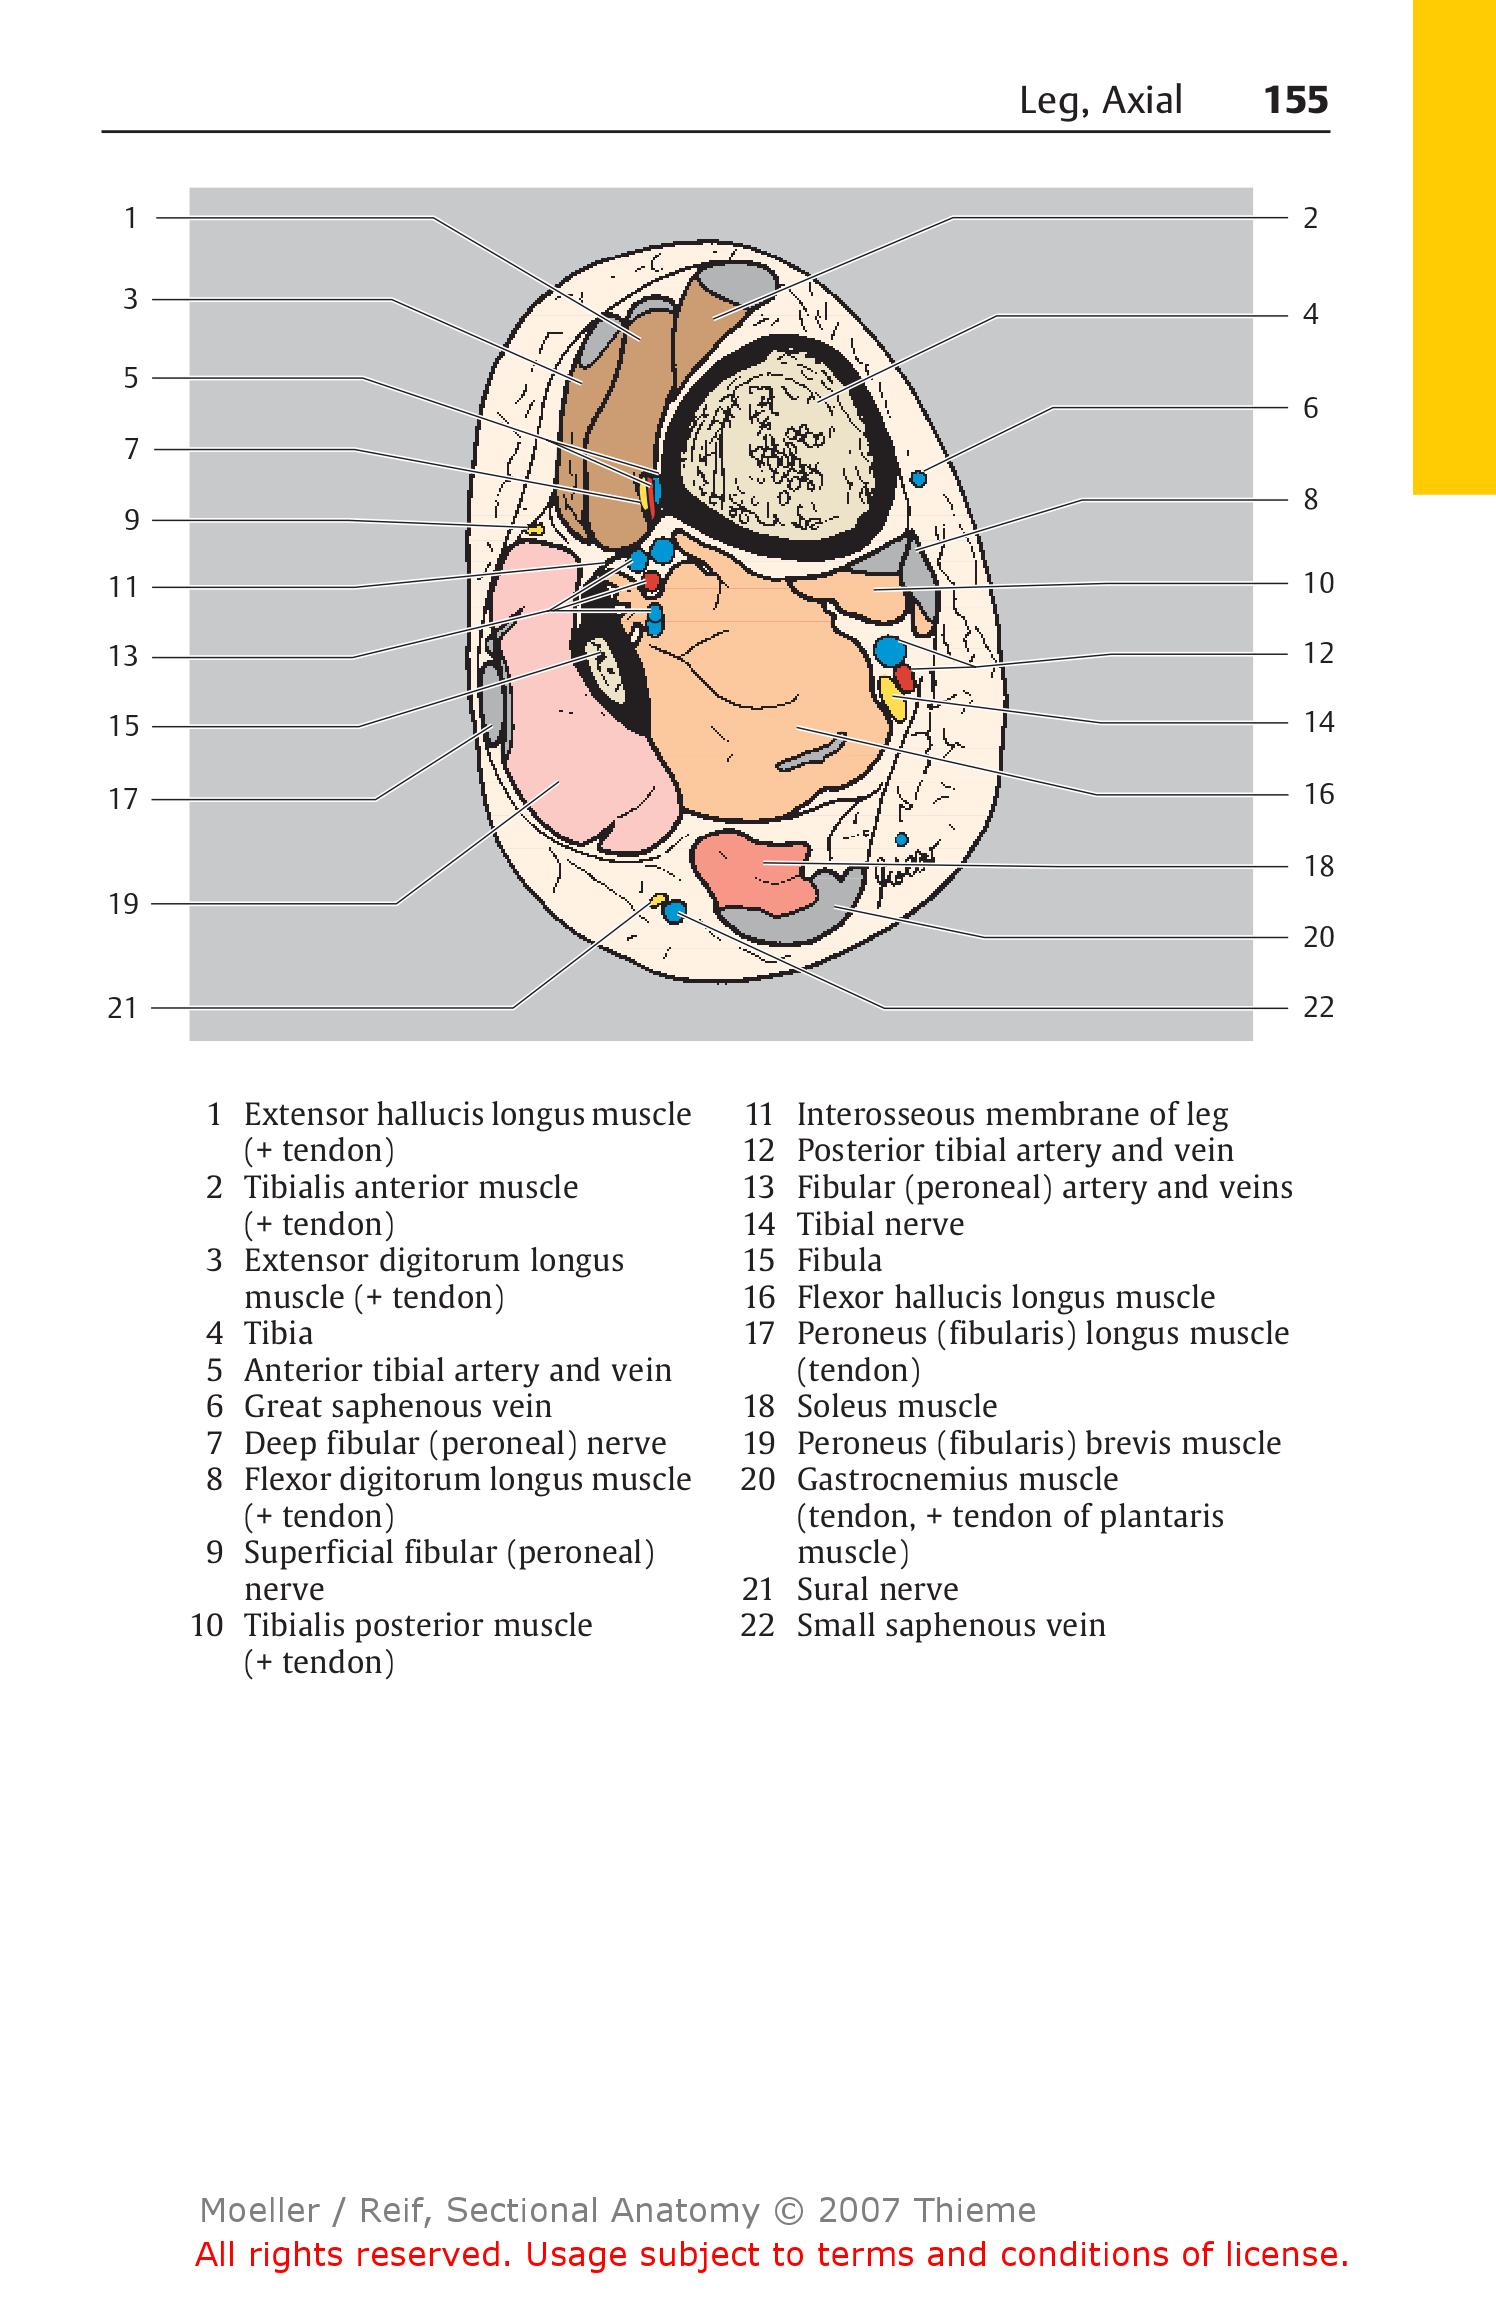 Leg, Axial 155
1 2
3 4
5 6
7 8
9 10
11 12
13 14
15 16
17 18
19 20
21 22
1 Extensor hallucis longus muscle
(+ tendon)
2 Tibialis anterior muscle
(+ tendon)
3 Extensor digitorum longus
muscle (+ tendon)
4 Tibia
5 Anterior tibial artery and vein
6 Great saphenous vein
7 Deep fibular (peroneal) nerve
8 Flexor digitorum longus muscle
(+ tendon)
9 Superficial fibular (peroneal)
nerve
10 Tibialis posterior muscle
(+ tendon)
11 Interosseous membrane of leg
12 Posterior tibial artery and vein
13 Fibular (peroneal) artery and veins
14 Tibial nerve
15 Fibula
16 Flexor hallucis longus muscle
17 Peroneus (fibularis) longus muscle
(tendon)
18 Soleus muscle
19 Peroneus (fibularis) brevis muscle
20 Gastrocnemius muscle
(tendon, + tendon of plantaris
muscle)
21 Sural nerve
22 Small saphenous vein
Moeller / Reif, Sectional Anatomy © 2007 Thieme
All rights reserved. Usage subject to terms and conditions of license.